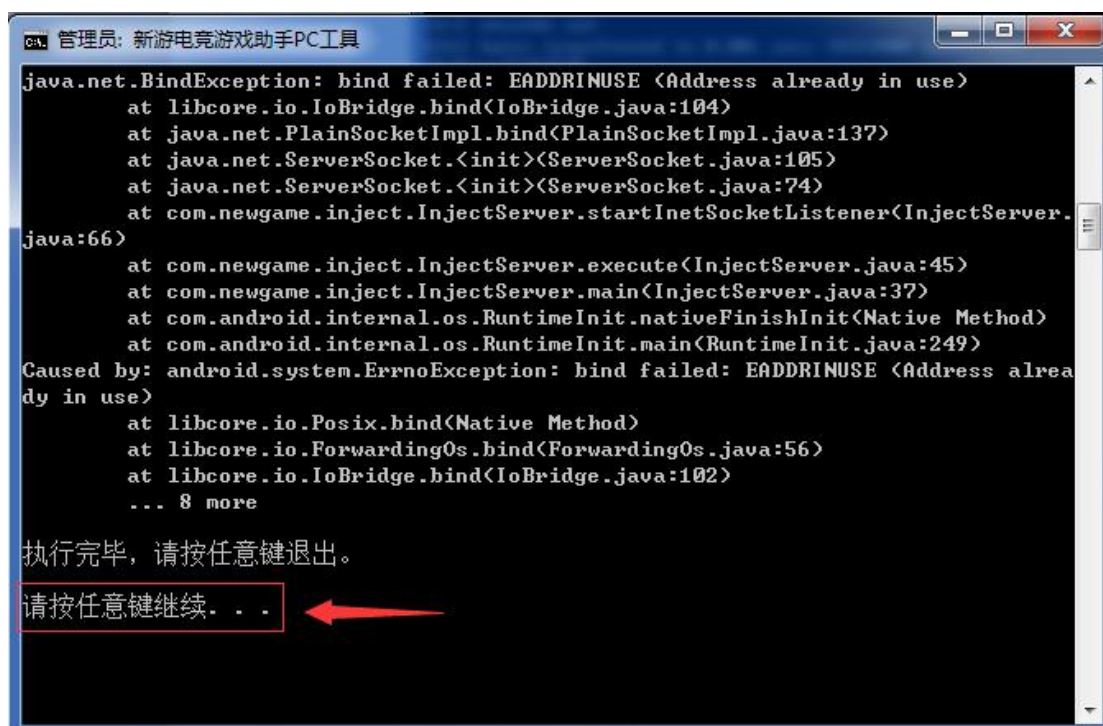 管理员: 新游电竞游戏助手PC工具
java.net.BindException: bind failed: EADDRINUSE (Address already in use)
at libcore.io.IoBridge.bind(IoBridge.java:104)
at java.net.PlainSocketImpl.bind(PlainSocketImpl.java:137)
at java.net.ServerSocket.<init>(ServerSocket.java:105)
at java.net.ServerSocket.<init>(ServerSocket.java:74)
at com.newgame.inject.InjectServer.startInetSocketListener(InjectServer.
java:66)
at com.newgame.inject.InjectServer.execute(InjectServer.java:45)
at com.newgame.inject.InjectServer.main(InjectServer.java:37)
at com.android.internal.os.RuntimeInit.nativeFinishInit(Native Method)
at com.android.internal.os.RuntimeInit.main(RuntimeInit.java:249)
Caused by: android.system.ErrnoException: bind failed: EADDRINUSE (Address alrea
dy in use)
at libcore.io.Posix.bind(Native Method)
at libcore.io.ForwardingOs.bind(ForwardingOs.java:56)
at libcore.io.IoBridge.bind(IoBridge.java:102)
... 8 more
执行完毕，请按任意键退出。
请按任意键继续. . .